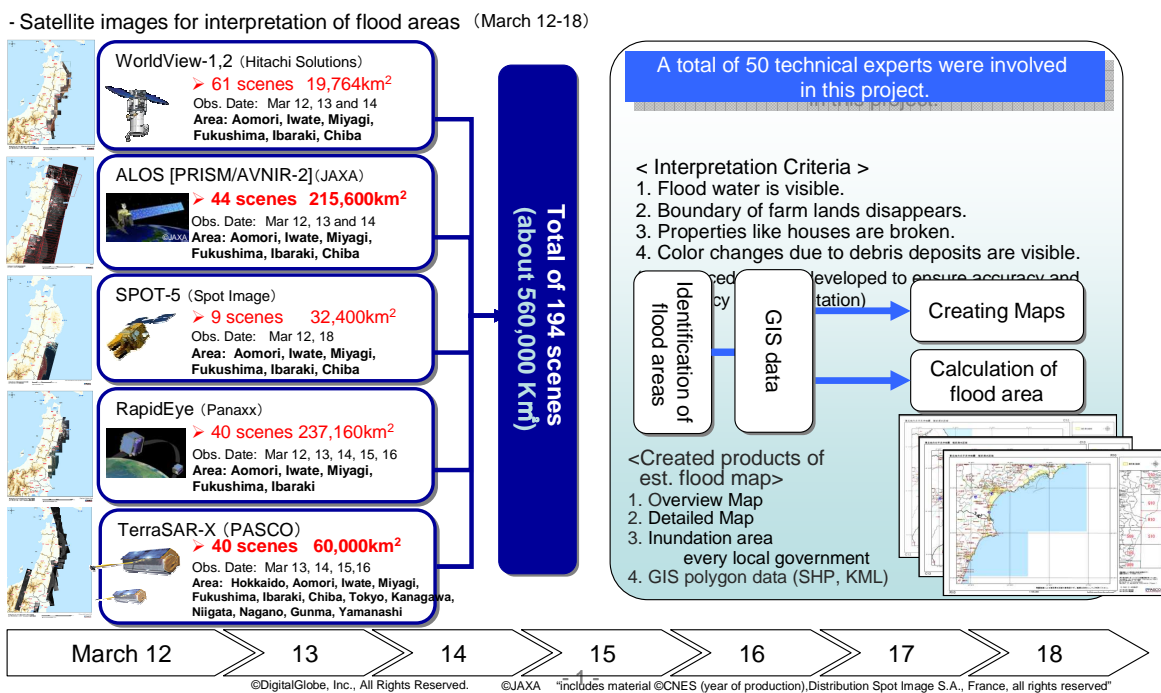 - Satellite images for interpretation of flood areas （March 12-18）
WorldView-1,2（Hitachi Solutions）
➢ 61 scenes 19,764km²
Obs. Date: Mar 12, 13 and 14
Area: Aomori, Iwate, Miyagi,
Fukushima, Ibaraki, Chiba
ALOS [PRISM/AVNIR-2]（JAXA）
➢ 44 scenes 215,600km²
Obs. Date: Mar 12, 13 and 14
Area: Aomori, Iwate, Miyagi,
Fukushima, Ibaraki, Chiba
©JAXA
SPOT-5（Spot Image）
➢ 9 scenes 32,400km²
Obs. Date: Mar 12, 18
Area: Aomori, Iwate, Miyagi,
Fukushima, Ibaraki, Chiba
RapidEye（Panaxx）
➢ 40 scenes 237,160km²
Obs. Mar 12, 13, 14, 15, 16
Area: Aomori, Iwate, Miyagi,
Fukushima, Ibaraki
TerraSAR-X（PASCO）
➢ 40 scenes 60,000km²
Obs. Date: Mar 13, 14, 15,16
Area: Hokkaido, Aomori, Iwate, Miyagi,
Fukushima, Ibaraki, Chiba, Tokyo, Kanagawa,
Niigata, Nagano, Gunma, Yamanashi
Total of 194 scenes
(about 560,000 K㎡)
A total of 50 technical experts were involved
in this project.
< Interpretation Criteria >
1. Flood water is visible.
2. Boundary of farm lands disappears.
3. Properties like houses are broken.
4. Color changes due to debris deposits are visible.
developed to ensure accuracy and
Identification of
flood areas
GIS data
Creating Maps
Calculation of
flood area
<Created products of
est. flood map>
1. Overview Map
2. Detailed Map
3. Inundation area
every local government
4. GIS polygon data (SHP, KML)
March 12
13
14
15
16
17
18
- 1 -
©DigitalGlobe, Inc., All Rights Reserved. ©JAXA "includes material ©CNES (year of production),Distribution Spot Image S.A., France, all rights reserved"